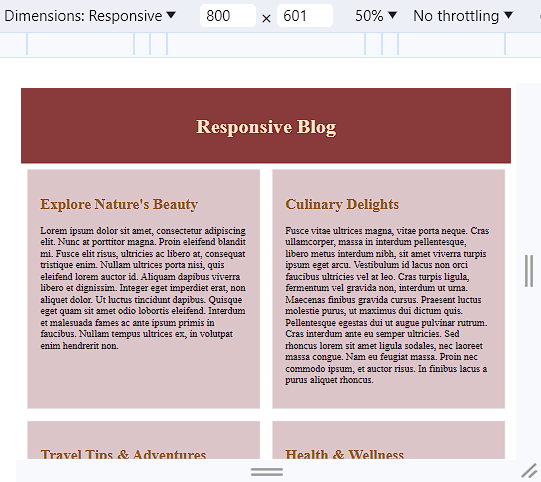 Dimensions: Responsive ▼ 800 × 601 50% ▼ No throttling ▼
Responsive Blog
Explore Nature's Beauty
Lorem ipsum dolor sit amet, consectetur adipiscing
elit. Nunc at porttitor magna. Proin eleifend blandit
mi. Fusce elit risus, ultricies ac libero at, consequat
tristique enim. Nullam ultrices porta nisi, quis
eleifend lorem auctor id. Aliquam dapibus viverra
libero et dignissim. Integer eget imperdiet erat, non
aliquet dolor. Ut luctus tincidunt dapibus. Quisque
eget quam sit amet odio lobortis eleifend. Interdum
et malesuada fames ac ante ipsum primis in
faucibus. Nullam tempus ultrices ex, in volutpat
enim hendrerit non.
Culinary Delights
Fusce vitae ultrices magna, vitae porta neque. Cras
ullamcorper, massa in interdum pellentesque,
libero metus interdum nibh, sit amet viverra turpis
ipsum eget arcu. Vestibulum id lacus non orci
faucibus ultricies vel at leo. Cras turpis ligula,
fermentum vel gravida non, interdum ut urna.
Maecenas finibus gravida cursus. Praesent luctus
molestie purus, ut maximus dui dictum quis.
Pellentesque egestas dui ut augue pulvinar rutrum.
Cras interdum ante eu semper ultricies. Sed
rhoncus lorem sit amet ligula sodales, nec laoreet
massa congue. Nam eu feugiat massa. Proin nec
commodo ipsum, et auctor risus. In finibus lacus a
purus aliquet rhoncus.
Travel Tips & Adventures
Health & Wellness